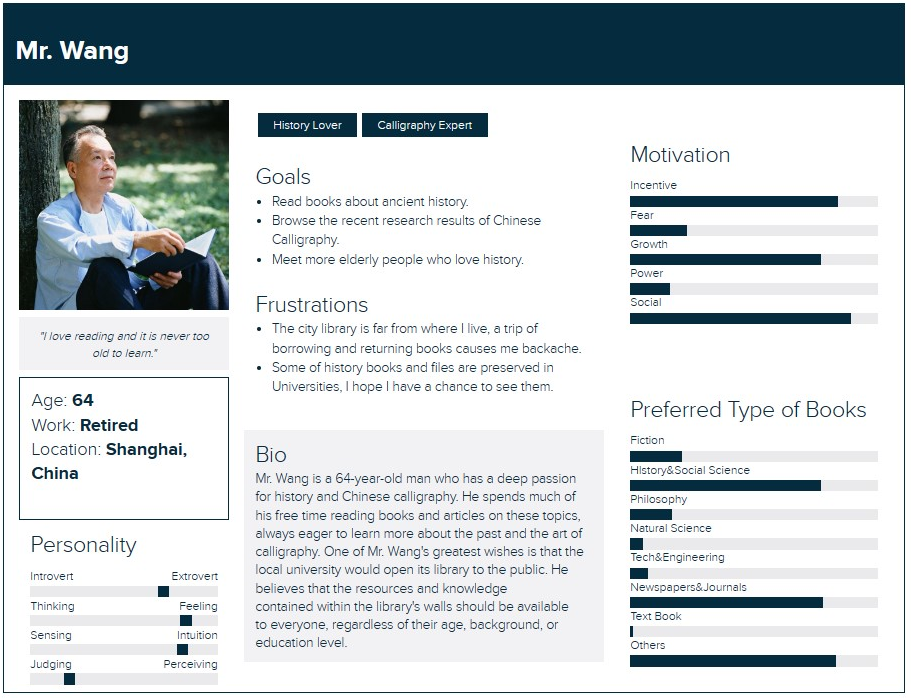 Mr. Wang
"I love reading and it is never too
old to learn."
Age: 64
Work: Retired
Location: Shanghai,
China
Personality
Introvert Extrovert
Thinking Feeling
Sensing Intuition
Judging Perceiving
History Lover Calligraphy Expert
Goals
• Read books about ancient history.
• Browse the recent research results of Chinese
Calligraphy.
• Meet more elderly people who love history.
Frustrations
• The city library is far from where I live, a trip of
borrowing and returning books causes me backache.
• Some of history books and files are preserved in
Universities, I hope I have a chance to see them.
Bio
Mr. Wang is a 64-year-old man who has a deep passion
for history and Chinese calligraphy. He spends much of
his free time reading books and articles on these topics,
always eager to learn more about the past and the art of
calligraphy. One of Mr. Wang's greatest wishes is that the
local university would open its library to the public. He
believes that the resources and knowledge
contained within the library's walls should be available
to everyone, regardless of their age, background, or
education level.
Motivation
Incentive
Fear
Growth
Power
Social
Preferred Type of Books
Fiction
HIstory&Social Science
Philosophy
Natural Science
Tech&Engineering
Newspapers&Journals
Text Book
Others